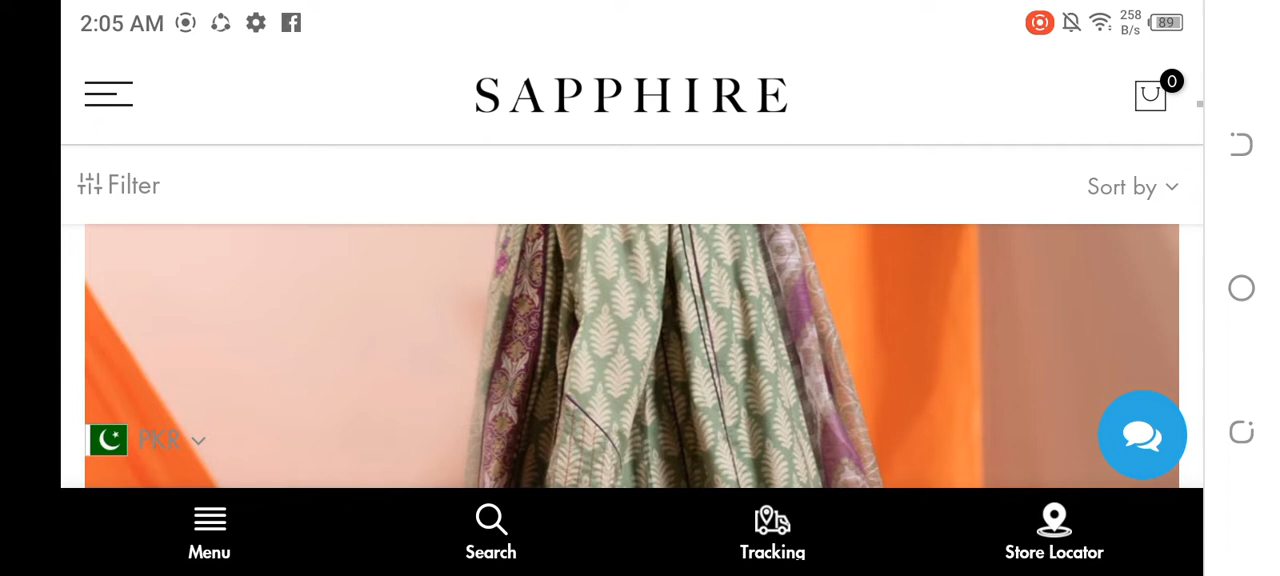 2:05 AM 258 B/s 89
SAPPHIRE 0
Filter Sort by
PKR
Menu Search Tracking Store Locator